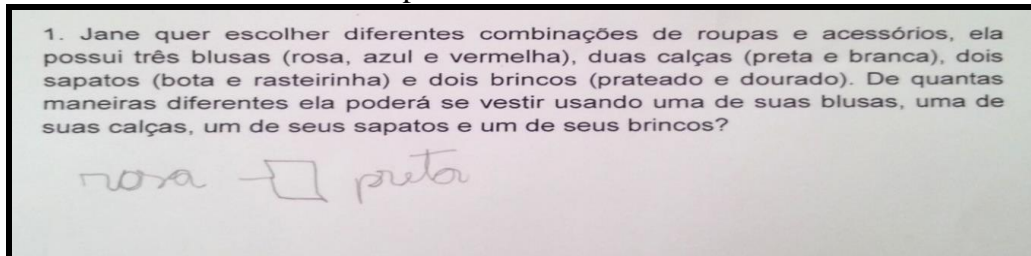 1. Jane quer escolher diferentes combinações de roupas e acessórios, ela
possui três blusas (rosa, azul e vermelha), duas calças (preta e branca), dois
sapatos (bota e rasteirinha) e dois brincos (prateado e dourado). De quantas
maneiras diferentes ela poderá se vestir usando uma de suas blusas, uma de
suas calças, um de seus sapatos e um de seus brincos?
rosa preta